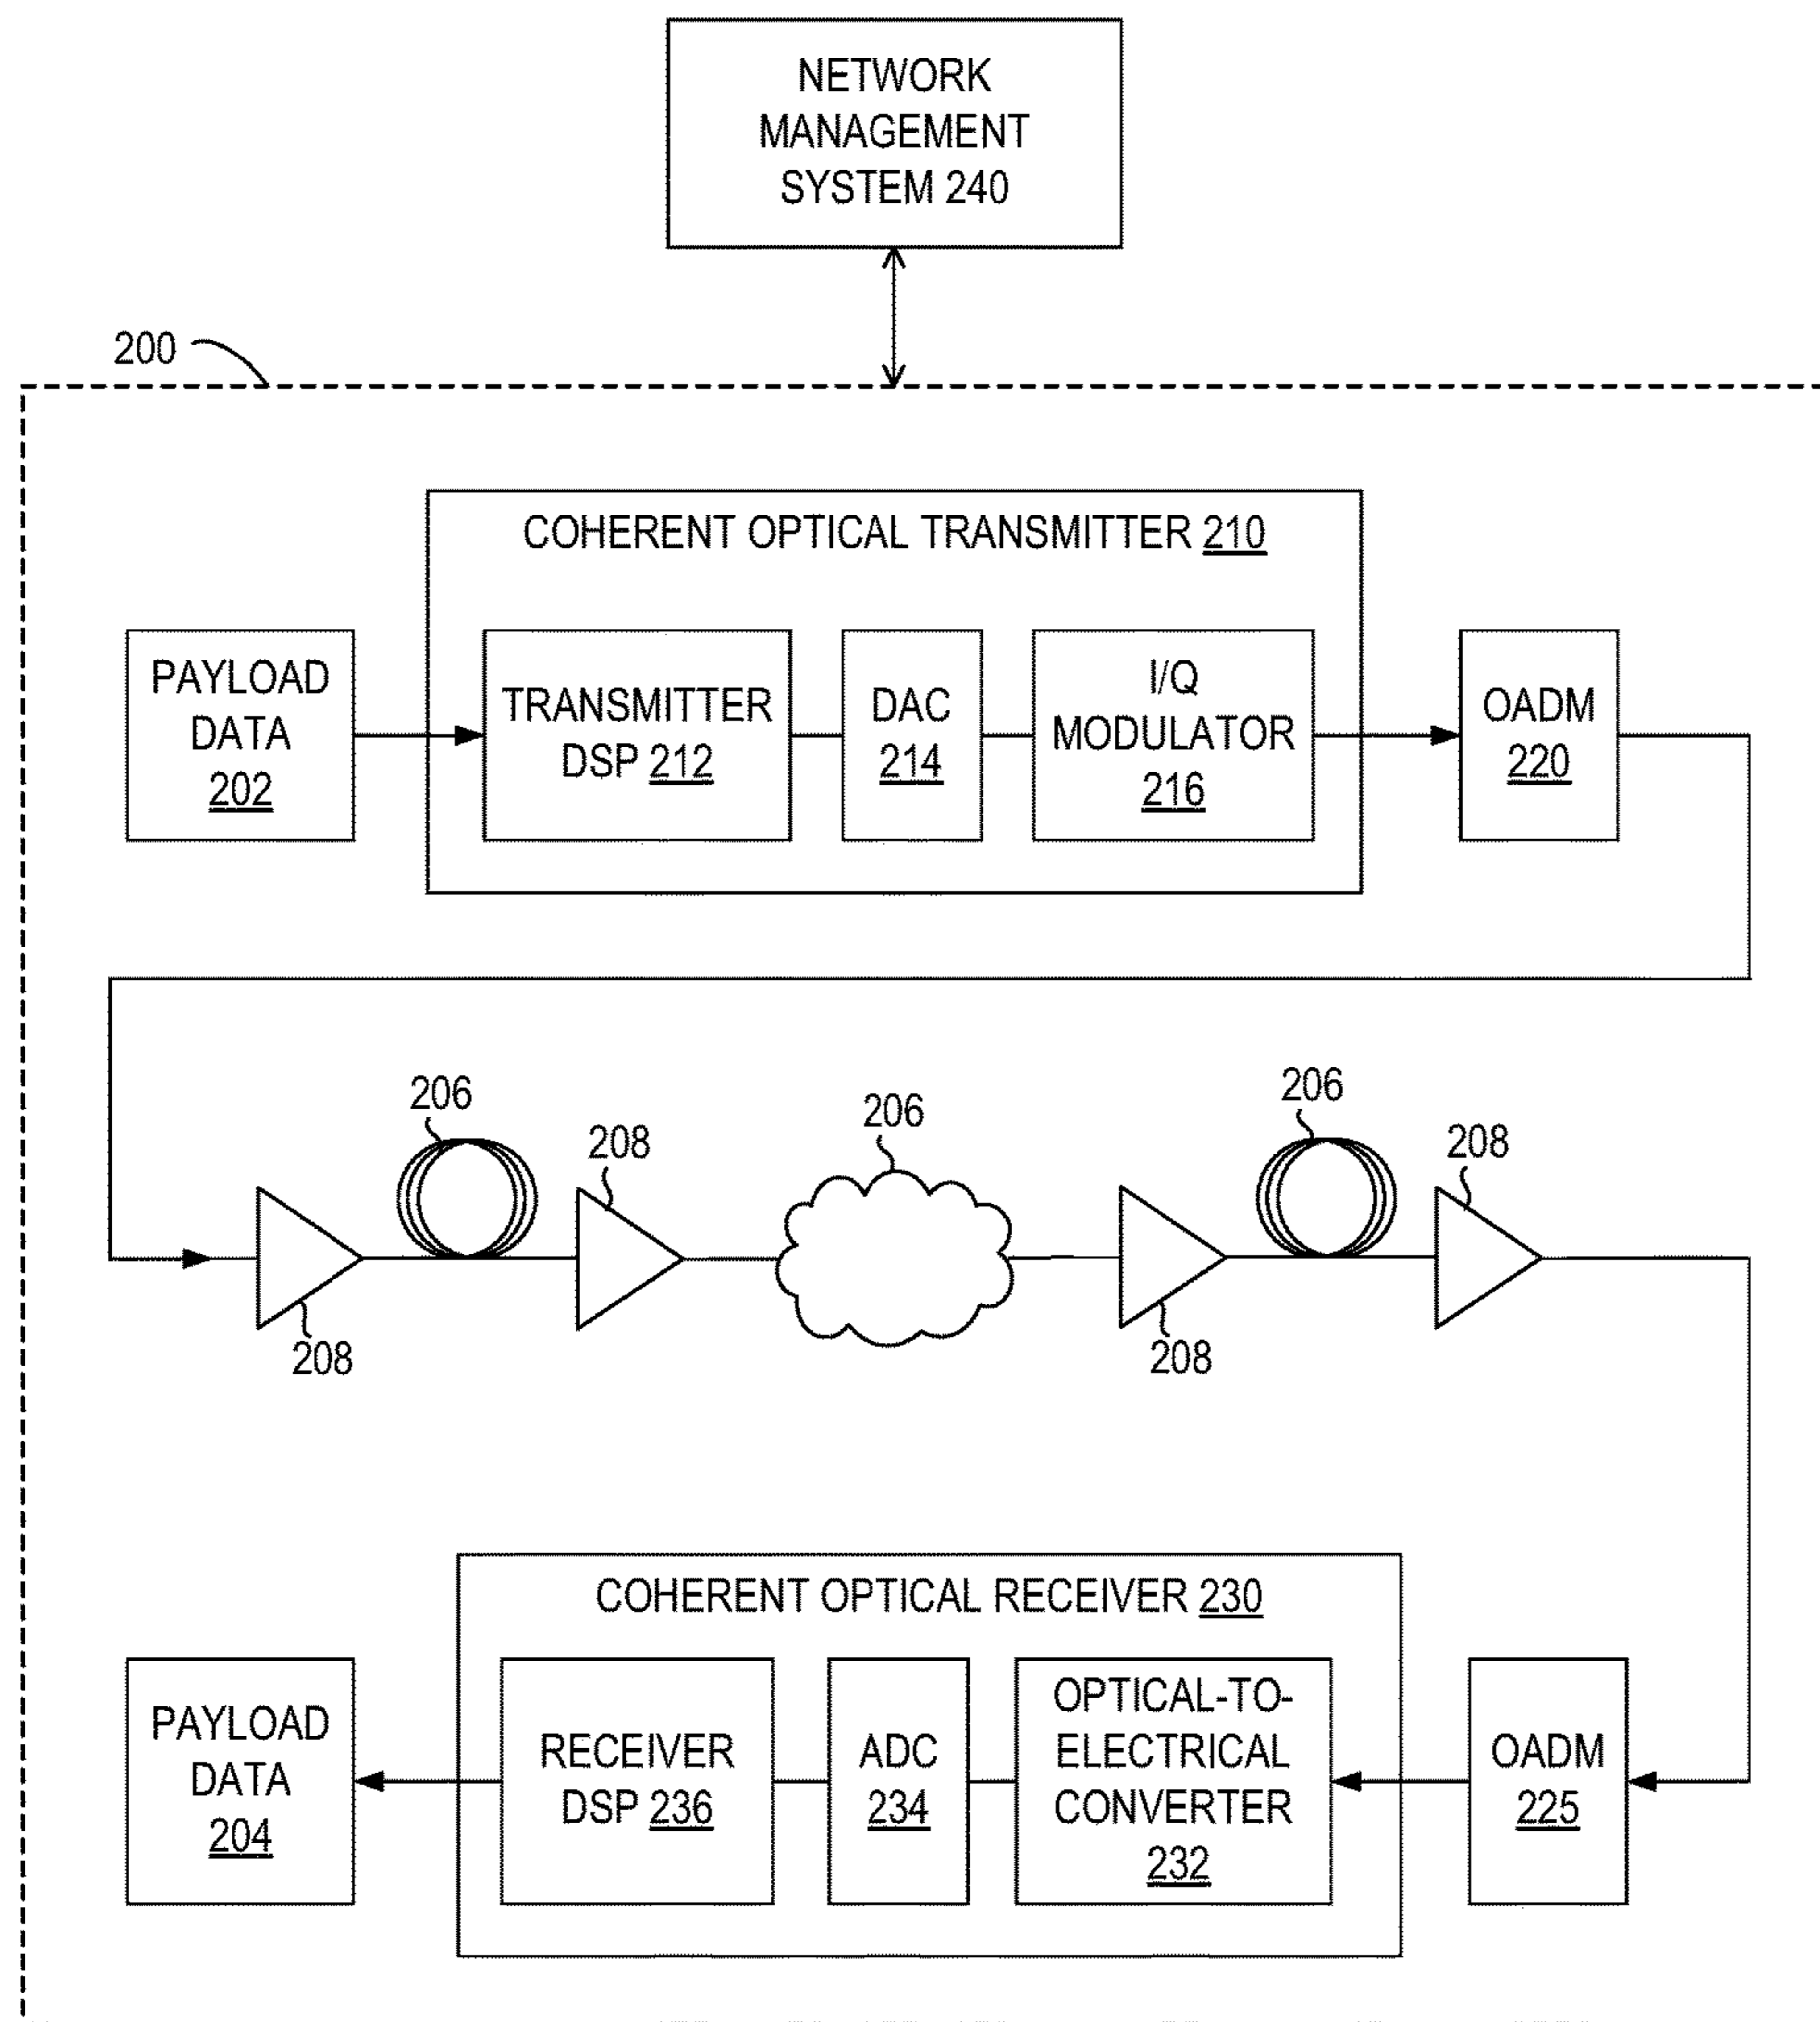 NETWORK
MANAGEMENT
SYSTEM 240
200
COHERENT OPTICAL TRANSMITTER 210
PAYLOAD
DATA
202
TRANSMITTER
DSP 212
DAC
214
I/Q
MODULATOR
216
OADM
220
206
208
206
206
208
208
208
COHERENT OPTICAL RECEIVER 230
PAYLOAD
DATA
204
RECEIVER
DSP 236
ADC
234
OPTICAL-TO-
ELECTRICAL
CONVERTER
232
OADM
225